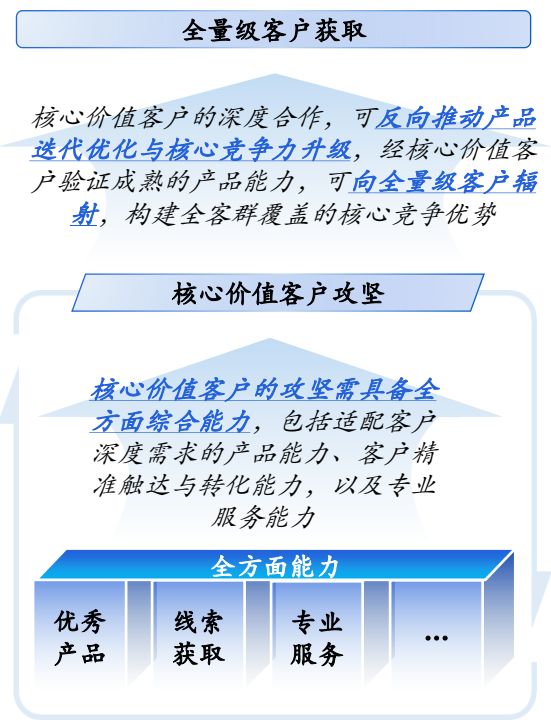 全量级客户获取
核心价值客户的深度合作，可反向推动产品
迭代优化与核心竞争力升级，经核心价值客
户验证成熟的产品能力，可向全量级客户辐
射，构建全客群覆盖的核心竞争优势
核心价值客户攻坚
核心价值客户的攻坚需具备全
方面综合能力，包括适配客户
深度需求的产品能力、客户精
准触达与转化能力，以及专业
服务能力
全方面能力
优秀
产品
线索
获取
专业
服务
...